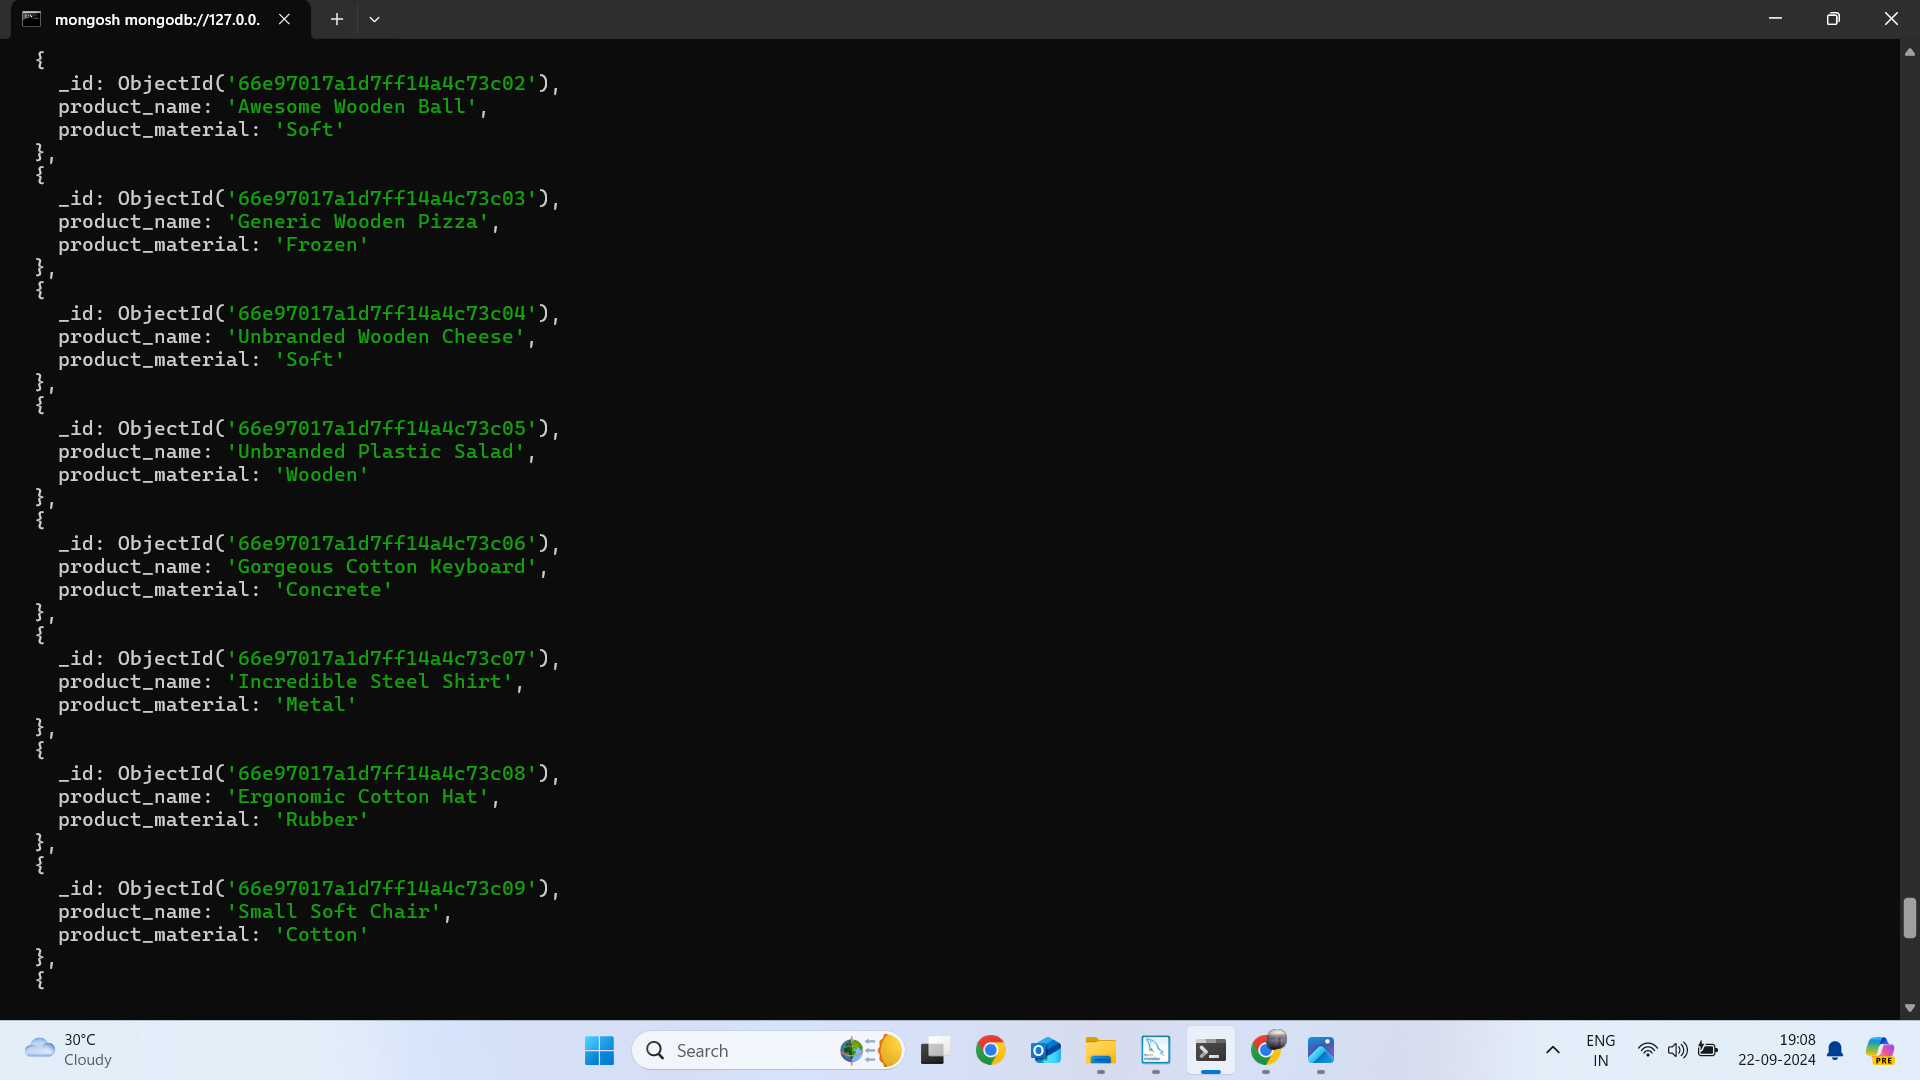 mongosh mongodb://127.0.0.
{
_id: ObjectId('66e97017a1d7ff14a4c73c02'),
product_name: 'Awesome Wooden Ball',
product_material: 'Soft'
},
{
_id: ObjectId('66e97017a1d7ff14a4c73c03'),
product_name: 'Generic Wooden Pizza',
product_material: 'Frozen'
},
{
_id: ObjectId('66e97017a1d7ff14a4c73c04'),
product_name: 'Unbranded Wooden Cheese',
product_material: 'Soft'
},
{
_id: ObjectId('66e97017a1d7ff14a4c73c05'),
product_name: 'Unbranded Plastic Salad',
product_material: 'Wooden'
},
{
_id: ObjectId('66e97017a1d7ff14a4c73c06'),
product_name: 'Gorgeous Cotton Keyboard',
product_material: 'Concrete'
},
{
_id: ObjectId('66e97017a1d7ff14a4c73c07'),
product_name: 'Incredible Steel Shirt',
product_material: 'Metal'
},
{
_id: ObjectId('66e97017a1d7ff14a4c73c08'),
product_name: 'Ergonomic Cotton Hat',
product_material: 'Rubber'
},
{
_id: ObjectId('66e97017a1d7ff14a4c73c09'),
product_name: 'Small Soft Chair',
product_material: 'Cotton'
},
{
30°C
Cloudy
Search
ENG
IN
19:08
22-09-2024
PRE